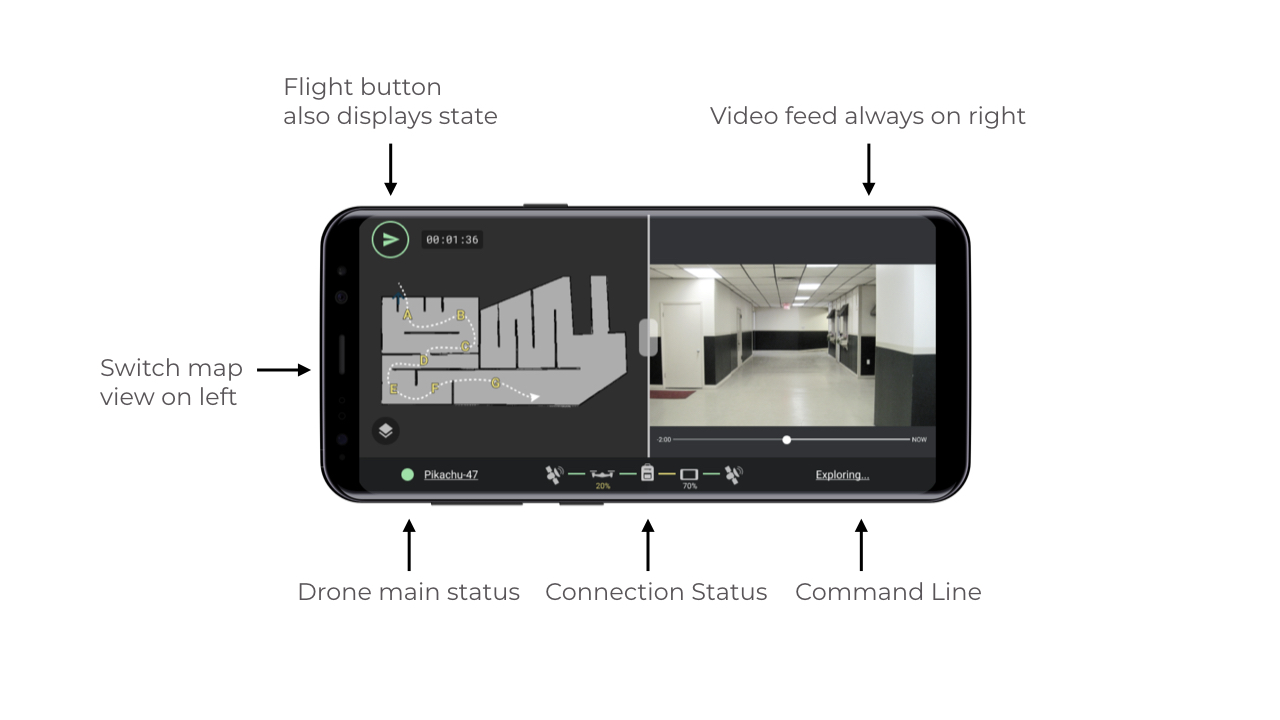 Flight button
also displays state
Video feed always on right
00:01:36
A
B
C
D
E
F
G
Switch map
view on left
-2:00
NOW
Pikachu-47
20%
70%
Exploring...
Drone main status
Connection Status
Command Line